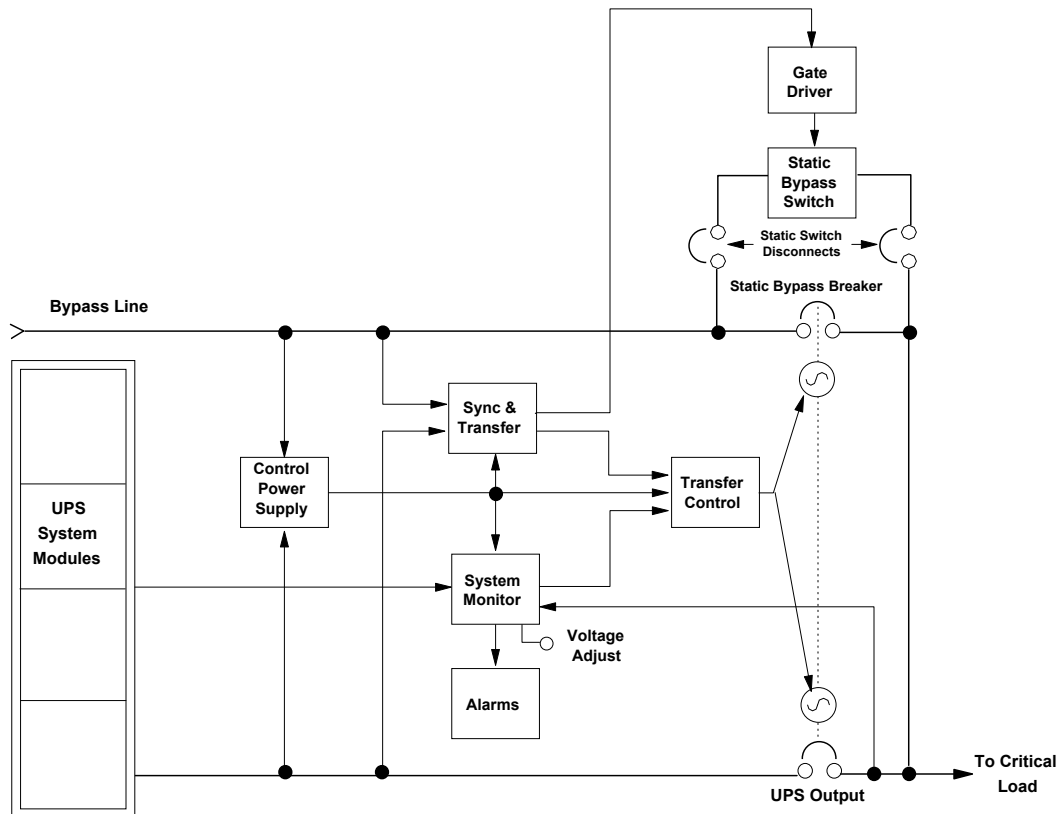 Gate
Driver
Static
Bypass
Switch
Static Switch
Disconnects
Static Bypass Breaker
Bypass Line
Sync &
Transfer
Control
Power
Supply
Transfer
Control
UPS
System
Modules
System
Monitor
Voltage
Adjust
Alarms
To Critical
Load
UPS Output